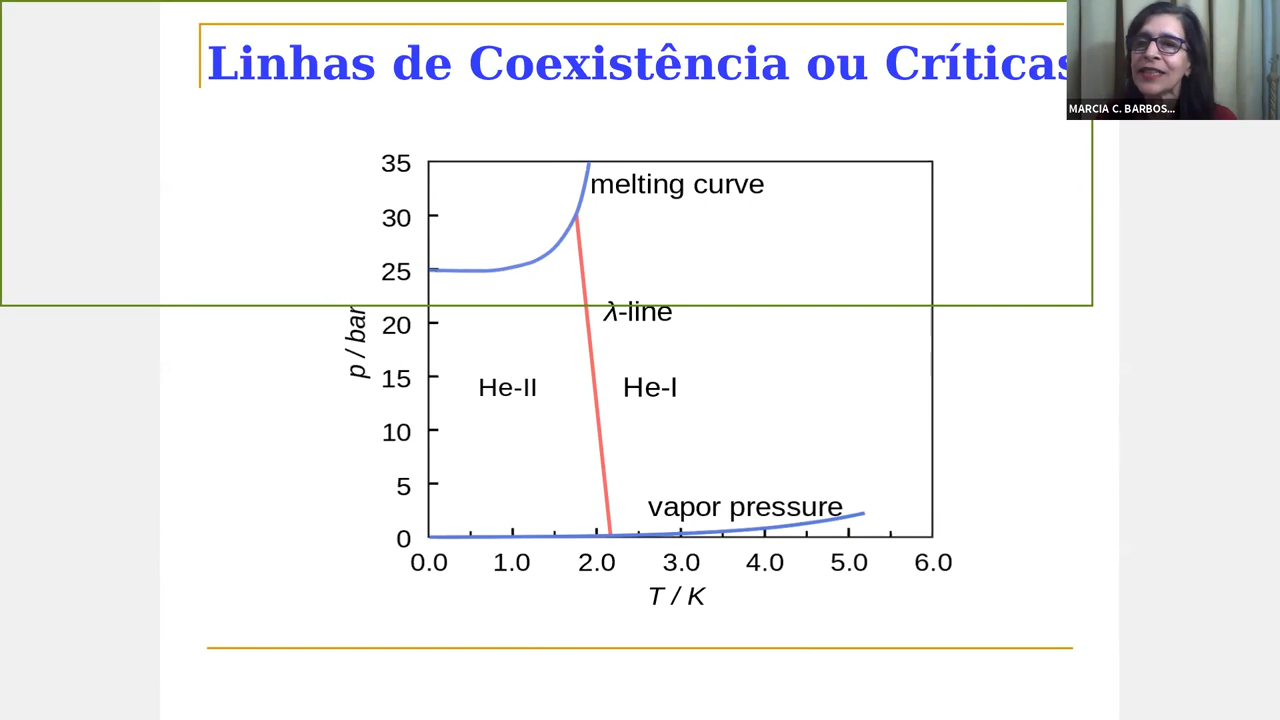 Linhas de Coexistência ou Críticas
MARCIA C. BARBOS...
35
melting curve
30
25
λ-line
20
p / bar
15
He-II
He-I
10
5
vapor pressure
0
0.0 1.0 2.0 3.0 4.0 5.0 6.0
T / K